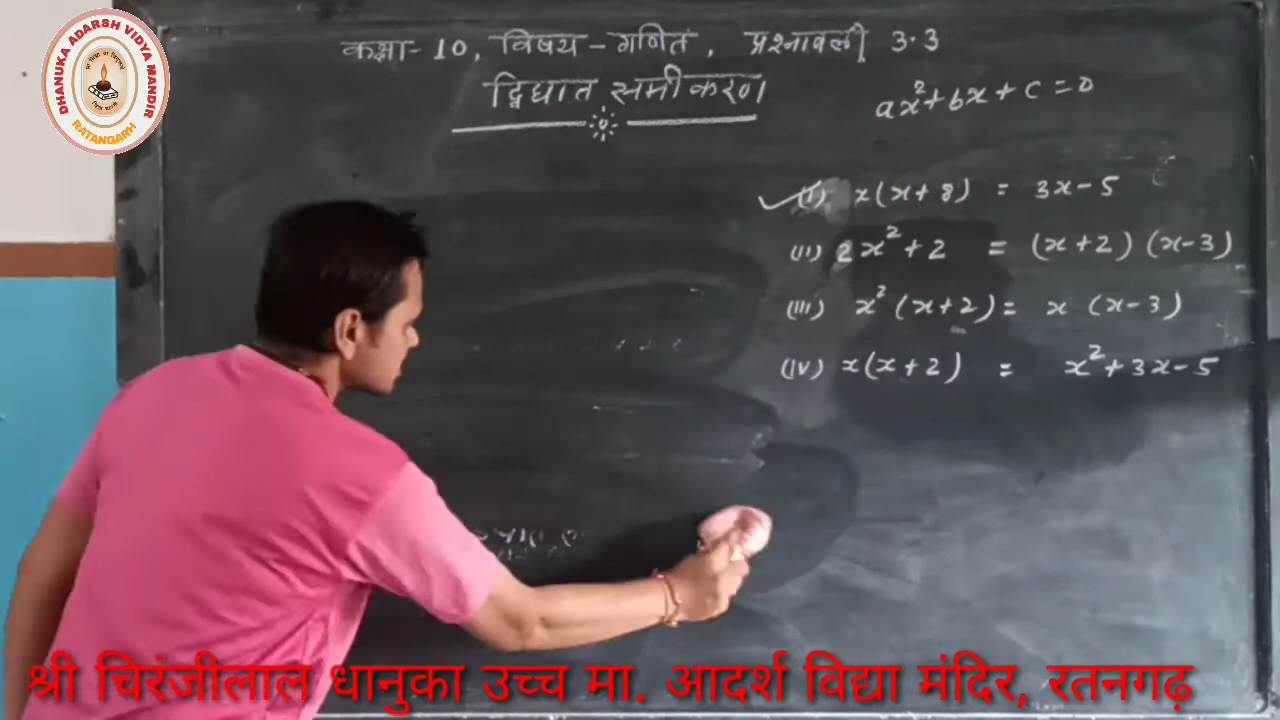 DHANUKA ADARSH VIDYA MANDIR
RATANGARH
कक्षा- 10, विषय - गणित, प्रश्नावली 3.3
द्विघात समीकरण
ax²+bx+c=0
(i) x(x+8) = 3x-5
(ii) 2x²+2 = (x+2) (x-3)
(iii) x²(x+2) = x (x-3)
(iv) x(x+2) = x²+3x-5
श्री चिरंजीलाल धानुका उच्च मा. आदर्श विद्या मंदिर, रतनगढ़